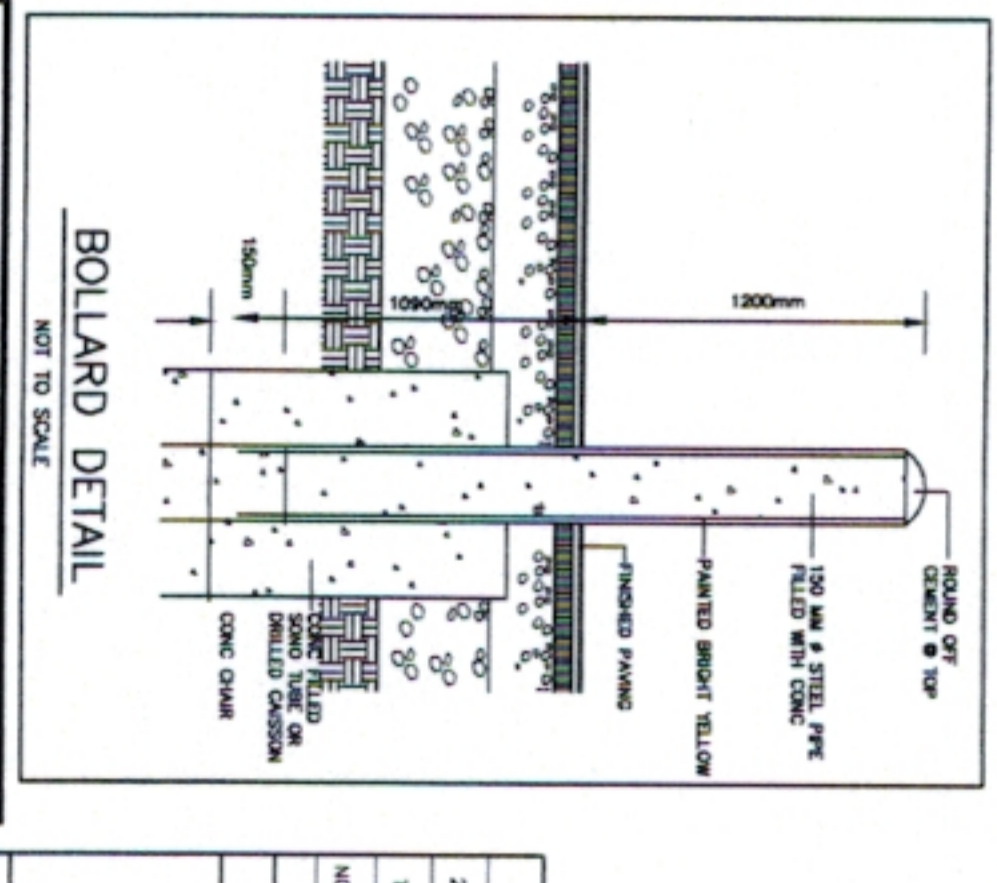 ROUND OFF
CEMENT @ TOP
150 MM ø STEEL PIPE
FILLED WITH CONC
PAINTED BRIGHT YELLOW
FINISHED PAVING
CONC FILLED
SONO TUBE OR
DRILLED CAISSON
CONC CHAIR
1200mm
1090mm
150mm
BOLLARD DETAIL
NOT TO SCALE